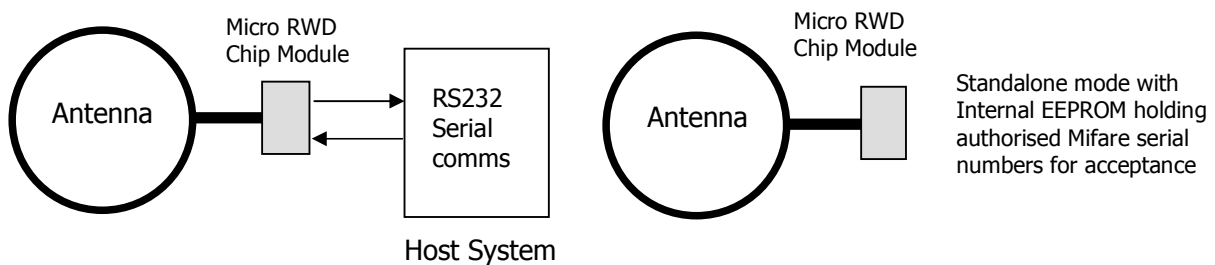 Micro RWD
Chip Module
Antenna
RS232
Serial
comms
Host System
Micro RWD
Chip Module
Antenna
Standalone mode with
Internal EEPROM holding
authorised Mifare serial
numbers for acceptance